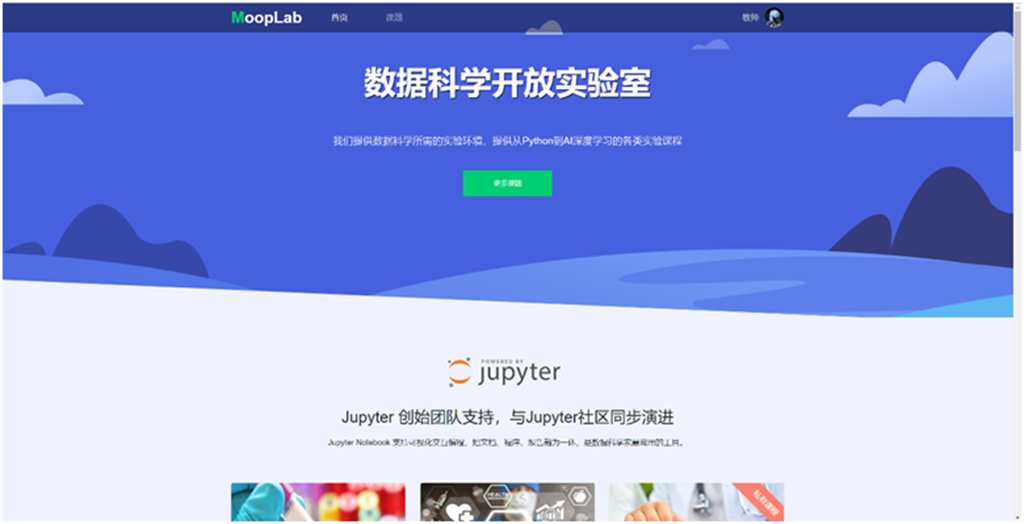 MoopLab 首页 课题 教师
数据科学开放实验室
我们提供数据科学所需的实验环境，提供从Python到AI深度学习的各类实验课程
更多课题
POWERED BY
jupyter
Jupyter 创始团队支持，与Jupyter社区同步演进
Jupyter Notebook 支持可视化交互编程，把文档、程序、报告融为一体，是数据科学家最常用的工具。
HEALTH
私有课程